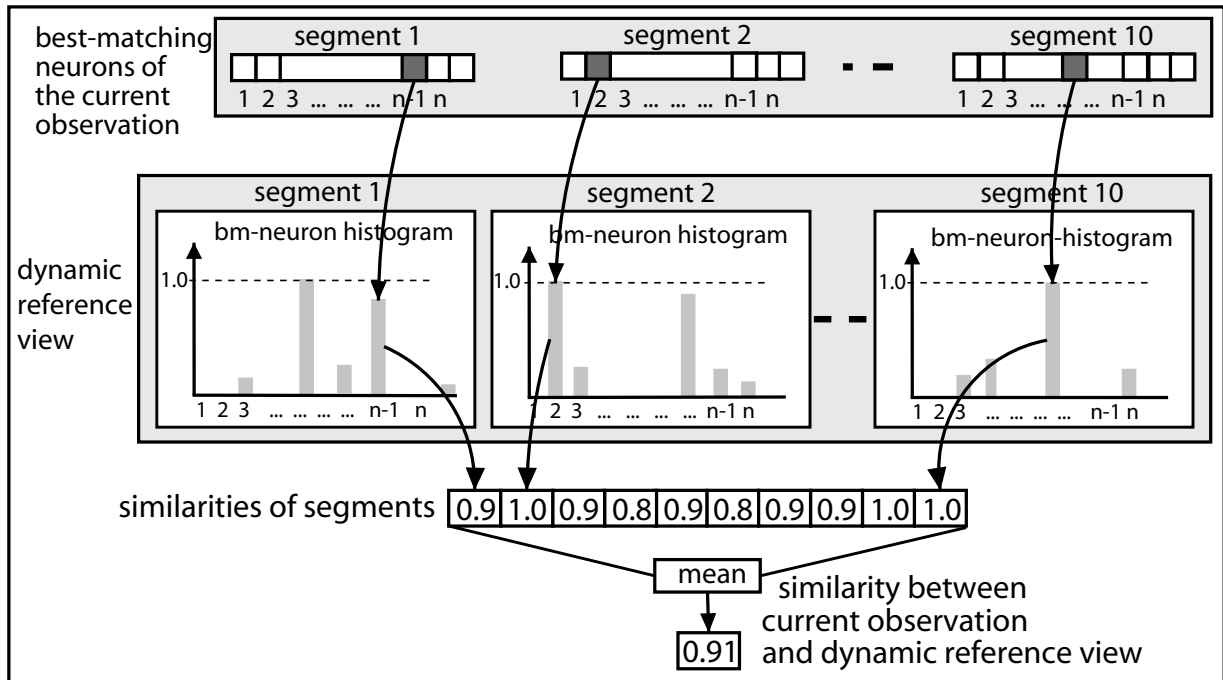 best-matching
neurons of
the current
observation
segment 1
segment 2
segment 10
1 2 3 ... ... ... n-1 n
1 2 3 ... ... ... n-1 n
1 2 3 ... ... ... n-1 n
dynamic
reference
view
segment 1
segment 2
segment 10
bm-neuron histogram
bm-neuron histogram
bm-neuron-histogram
1.0
1.0
1.0
1 2 3 ... ... ... ... n-1 n
1 2 3 ... ... ... ... n-1 n
1 2 3 ... ... ... ... n-1 n
similarities of segments
0.9 1.0 0.9 0.8 0.9 0.8 0.9 0.9 1.0 1.0
mean
similarity between
current observation
and dynamic reference view
0.91